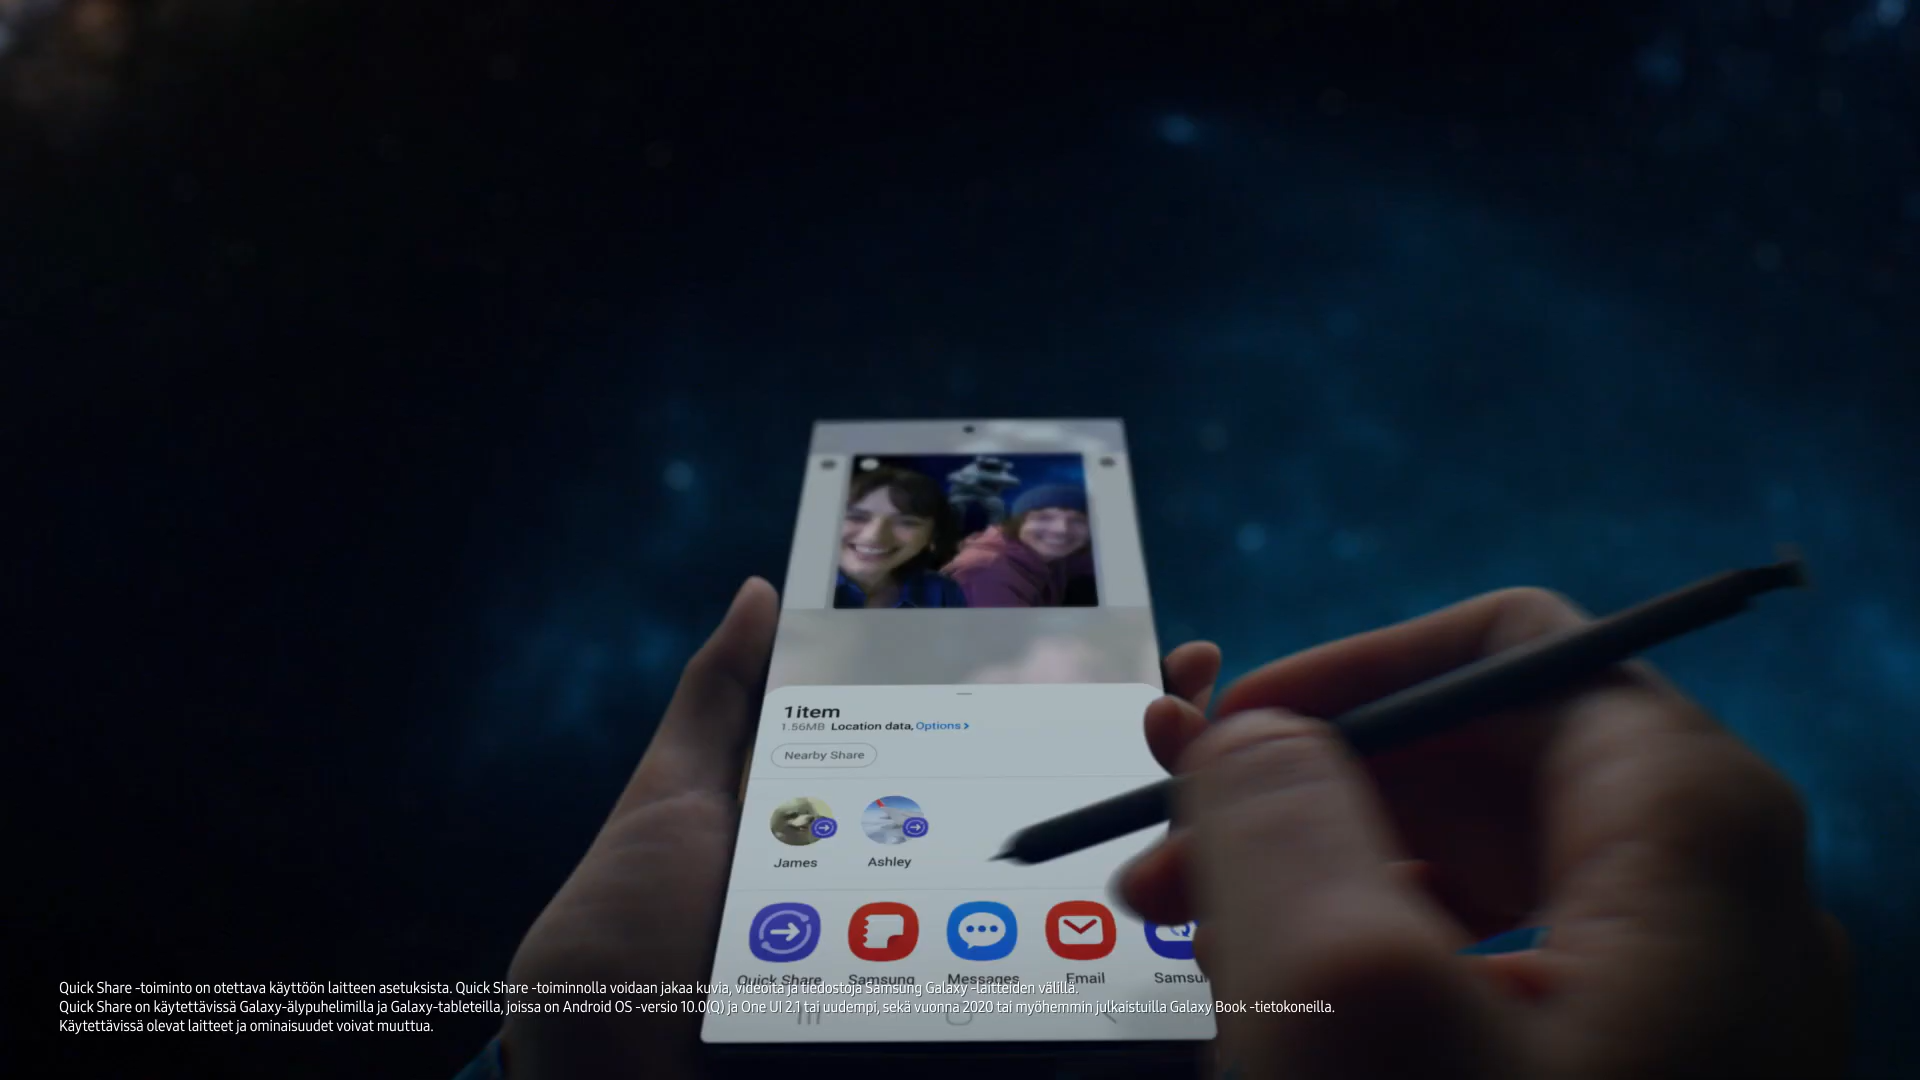 1 item
1.56MB Location data, Options >
Nearby Share
James Ashley
Quick Share Samsung Messages Email Samsu
Quick Share -toiminto on otettava käyttöön laitteen asetuksista. Quick Share -toiminnolla voidaan jakaa kuvia, videoita ja tiedostoja Samsung Galaxy -laitteiden välillä.
Quick Share on käytettävissä Galaxy-älypuhelimilla ja Galaxy-tableteilla, joissa on Android OS -versio 10.0(Q) ja One UI 2.1 tai uudempi, sekä vuonna 2020 tai myöhemmin julkaistuilla Galaxy Book -tietokoneilla.
Käytettävissä olevat laitteet ja ominaisuudet voivat muuttua.